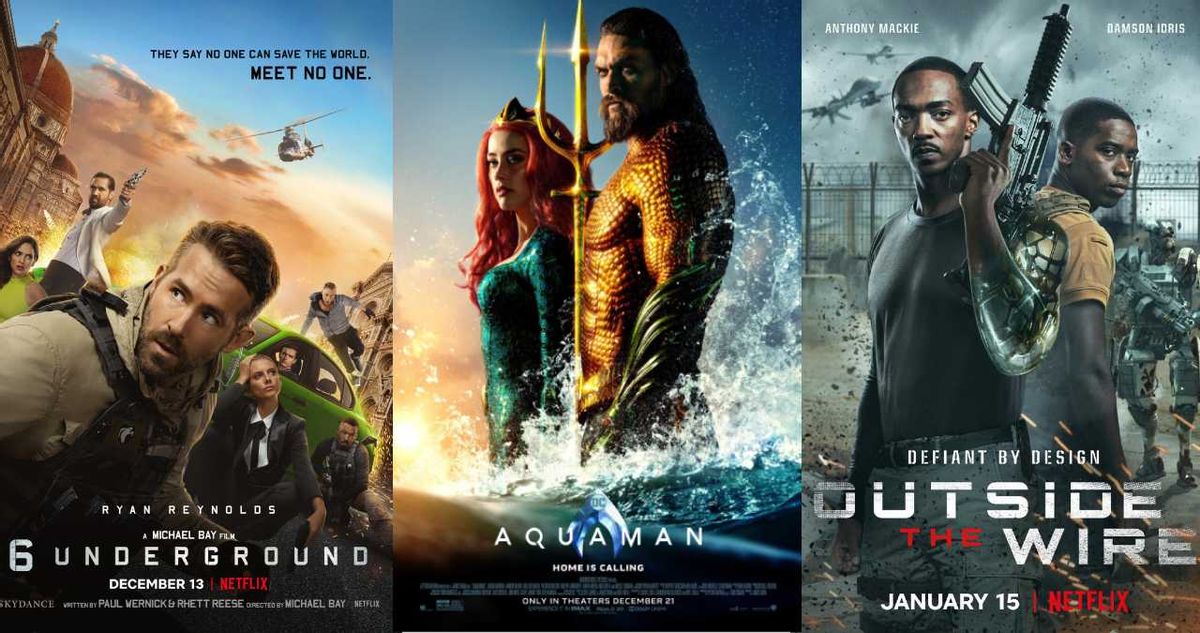 THEY SAY NO ONE CAN SAVE THE WORLD.
MEET NO ONE.
RYAN REYNOLDS
A MICHAEL BAY FILM
6 UNDERGROUND
DECEMBER 13 | NETFLIX
SKYDANCE WRITTEN BY PAUL WERNICK & RHETT REESE DIRECTED BY MICHAEL BAY NETFLIX
DC
AQUAMAN
HOME IS CALLING
ONLY IN THEATERS DECEMBER 21
ANTHONY MACKIE
DAMSON IDRIS
DEFIANT BY DESIGN
OUTSIDE
THE WIRE
JANUARY 15 | NETFLIX